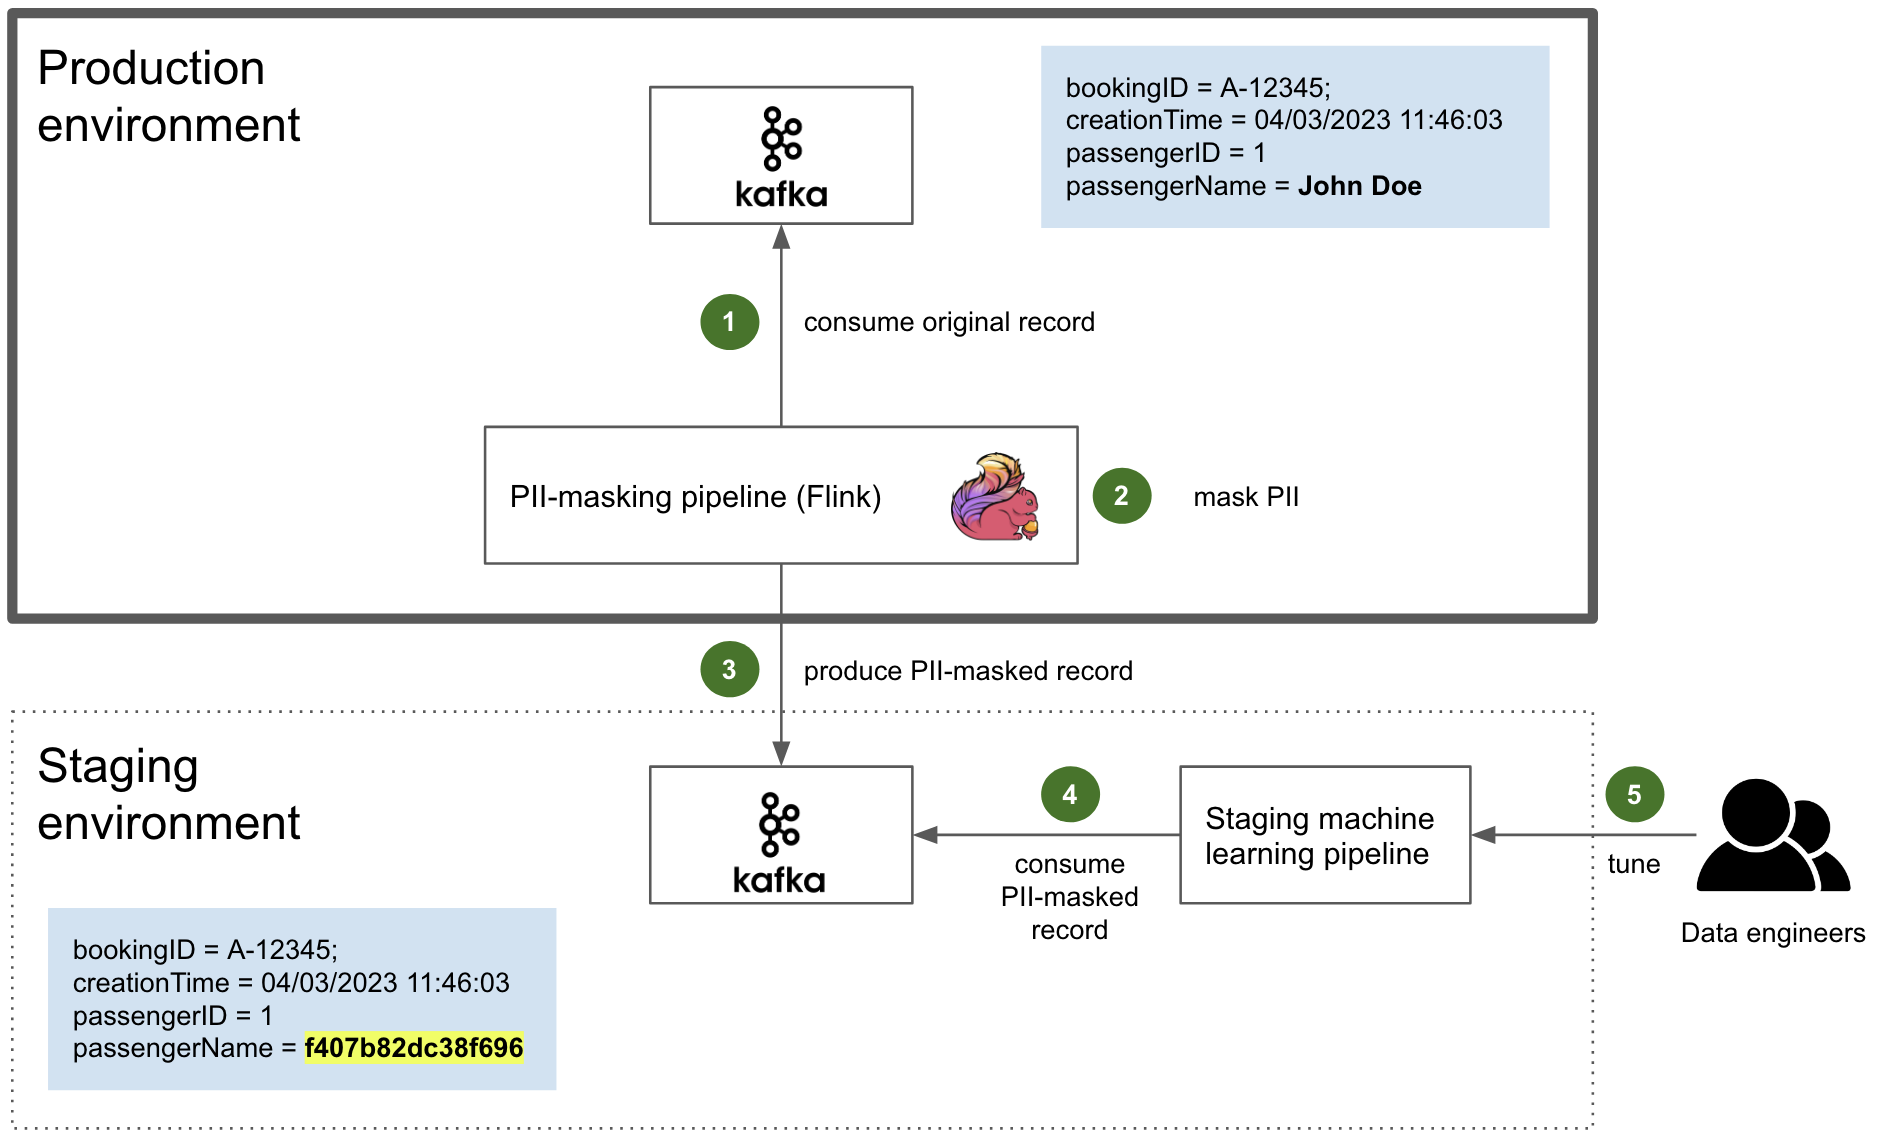 Production
environment
kafka
bookingID = A-12345;
creationTime = 04/03/2023 11:46:03
passengerID = 1
passengerName = John Doe
1
consume original record
PII-masking pipeline (Flink)
2
mask PII
3
produce PII-masked record
Staging
environment
kafka
4
consume
PII-masked
record
Staging machine
learning pipeline
5
tune
Data engineers
bookingID = A-12345;
creationTime = 04/03/2023 11:46:03
passengerID = 1
passengerName = f407b82dc38f696